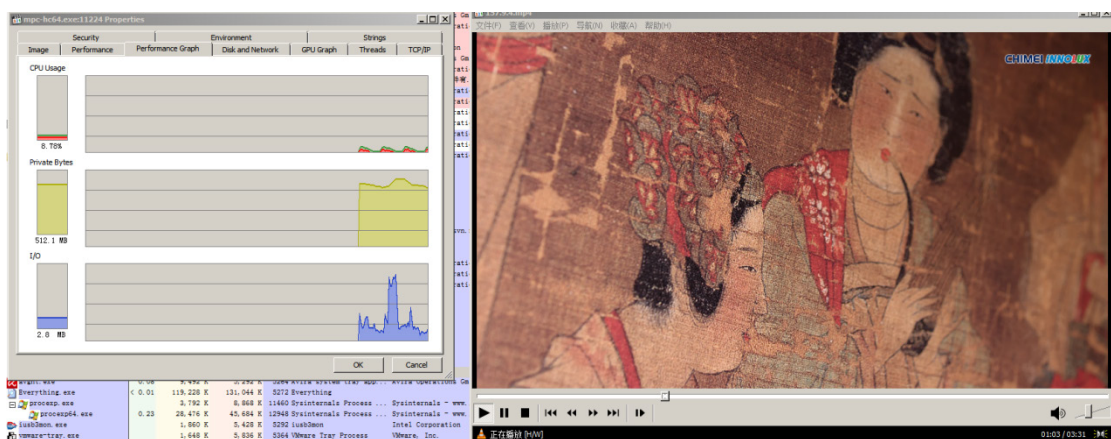 mpc-hc64.exe:11224 Properties
Security Environment Strings
Image Performance Performance Graph Disk and Network GPU Graph Threads TCP/IP
CPU Usage
8.78%
Private Bytes
512.1 MB
I/O
2.8 MB
OK Cancel
Everything.exe < 0.01 119,228 K 131,044 K 5272 Everything
procexp.exe 3,792 K 8,868 K 11460 Sysinternals Process ... Sysinternals - www.
procexp64.exe 0.23 28,476 K 45,684 K 12948 Sysinternals Process ... Sysinternals - www.
iusb3mon.exe 1,860 K 5,428 K 5292 iusb3mon Intel Corporation
vmware-tray.exe 1,648 K 5,836 K 5364 VMware Tray Process VMware, Inc.
文件(F) 查看(V) 播放(P) 导航(N) 收藏(A) 帮助(H)
CHIMEI INNOLUX
正在播放 [H/W]
01:03 / 03:31